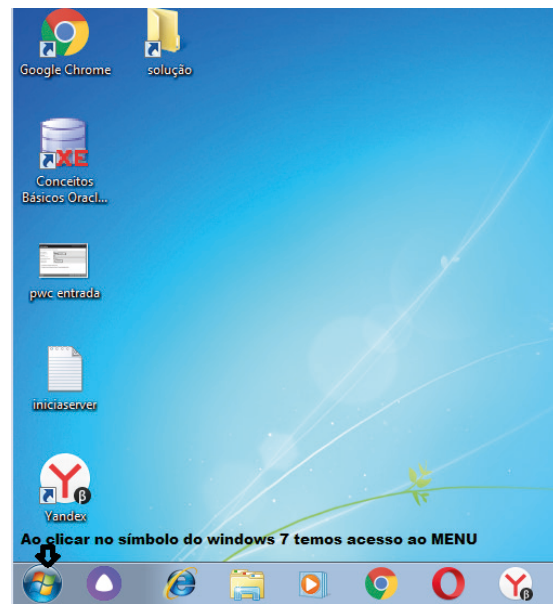 Google Chrome
solução
XE
Conceitos
Básicos Oracl...
pwc entrada
iniciaserver
β
Yandex
Ao clicar no símbolo do windows 7 temos acesso ao MENU
β